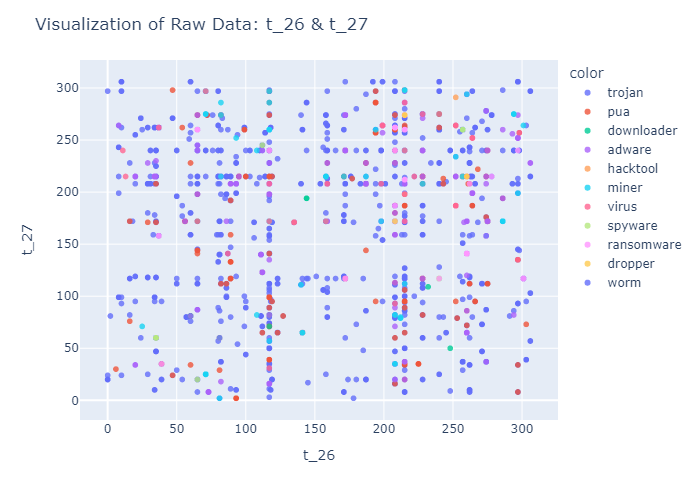 Visualization of Raw Data: t_26 & t_27
color
trojan
pua
downloader
adware
hacktool
miner
virus
spyware
ransomware
dropper
worm
t_27
300
250
200
150
100
50
0
0 50 100 150 200 250 300
t_26